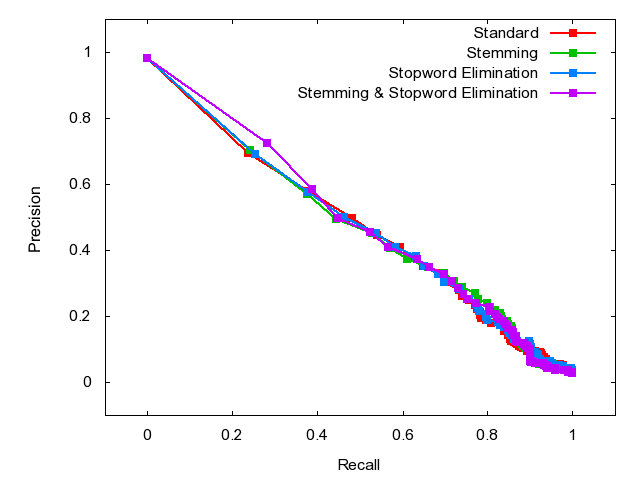 Standard
Stemming
Stopword Elimination
Stemming & Stopword Elimination
1
0.8
0.6
0.4
0.2
0
Precision
0 0.2 0.4 0.6 0.8 1
Recall